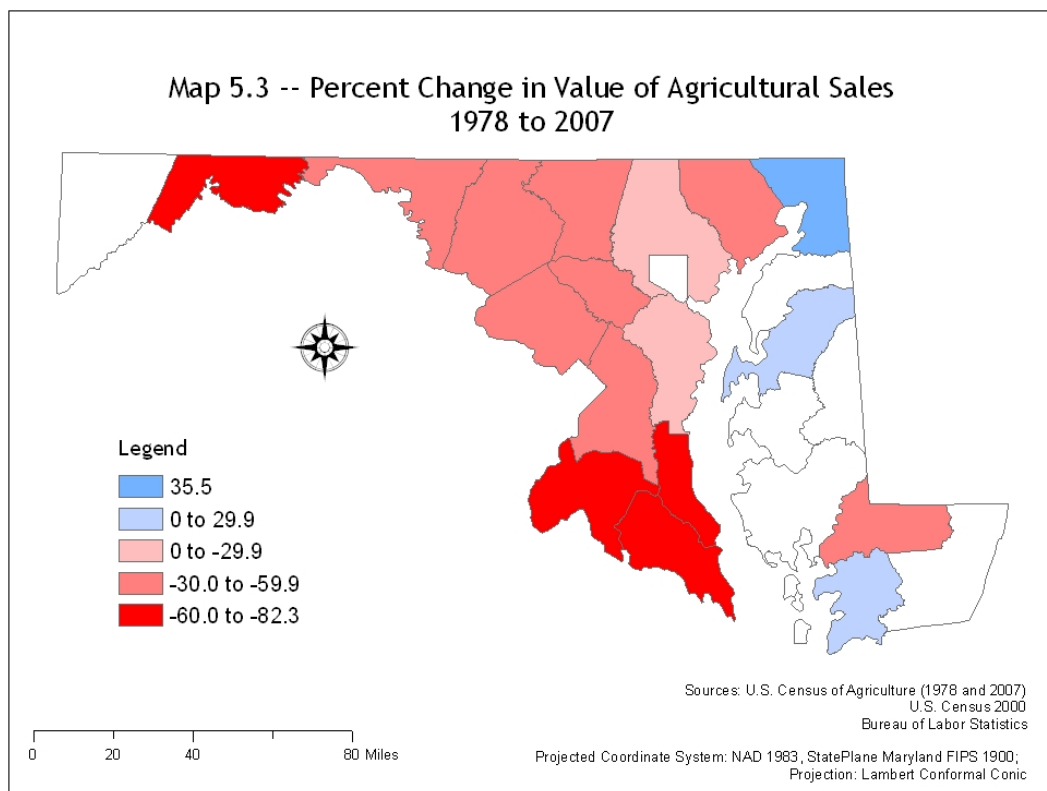 Map 5.3 -- Percent Change in Value of Agricultural Sales
1978 to 2007
Legend
35.5
0 to 29.9
0 to -29.9
-30.0 to -59.9
-60.0 to -82.3
Sources: U.S. Census of Agriculture (1978 and 2007)
U.S. Census 2000
Bureau of Labor Statistics
0 20 40 80 Miles
Projected Coordinate System: NAD 1983, StatePlane Maryland FIPS 1900;
Projection: Lambert Conformal Conic